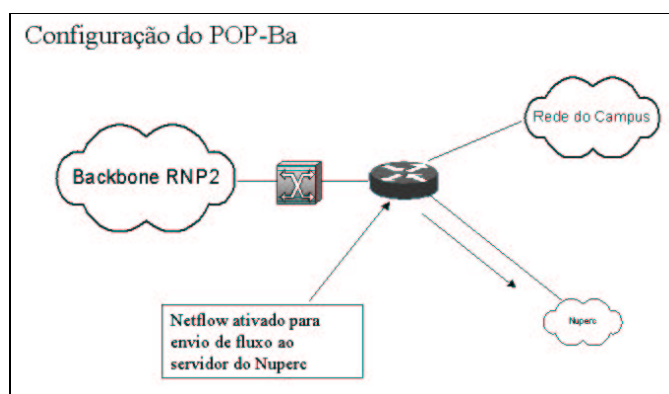 Configuração do POP-Ba
Rede do Campus
Backbone RNP2
Netflow ativado para
envio de fluxo ao
servidor do Nuperc
Nuperc